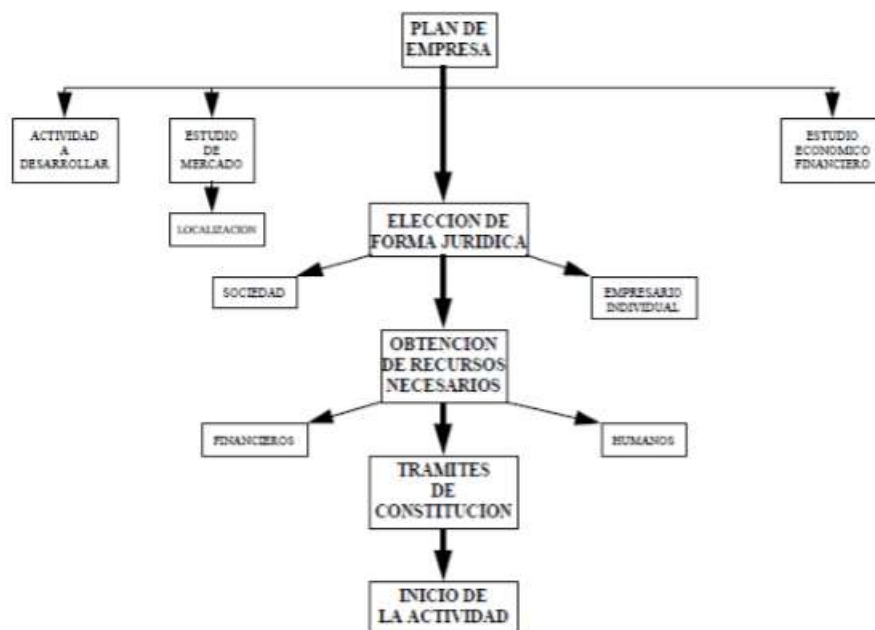 PLAN DE
EMPRESA
ACTIVIDAD
A
DESARROLLAR
ESTUDIO
DE
MERCADO
ESTUDIO
ECONOMICO
FINANCIERO
LOCALIZACION
ELECCION DE
FORMA JURIDICA
SOCIEDAD
EMPRESARIO
INDIVIDUAL
OBTENCION
DE RECURSOS
NECESARIOS
FINANCIEROS
HUMANOS
TRAMITES
DE
CONSTITUCION
INICIO DE
LA ACTIVIDAD